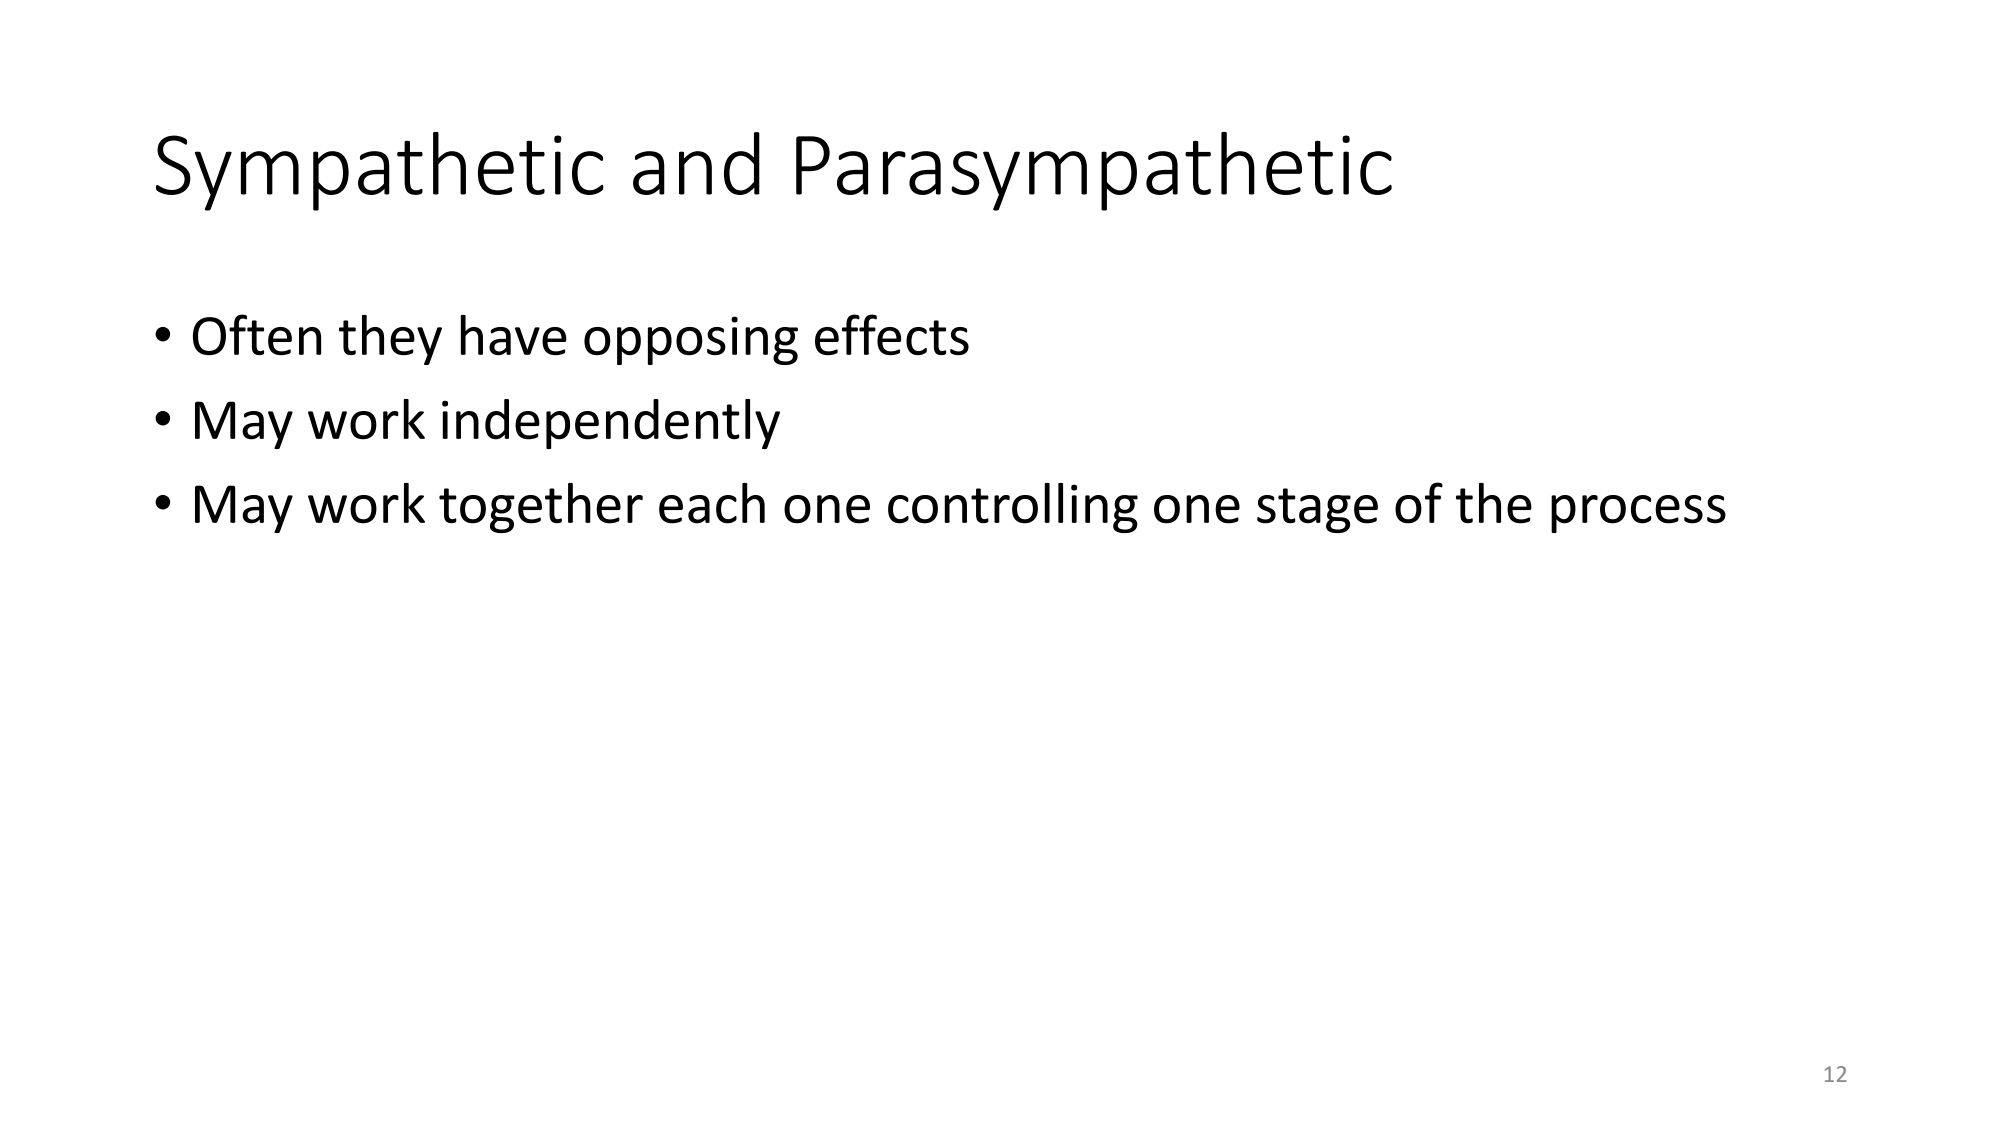 Sympathetic and Parasympathetic
• Often they have opposing effects
• May work independently
• May work together each one controlling one stage of the process
12